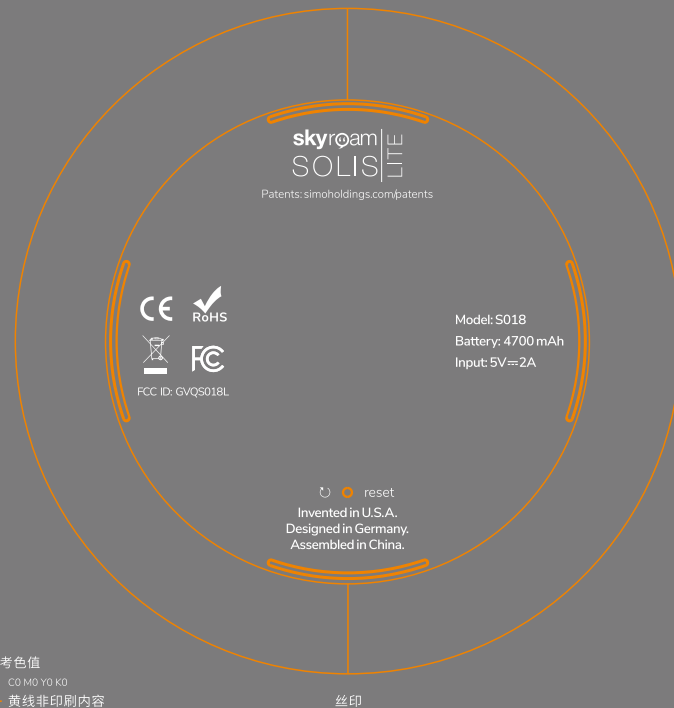 skyroam
SOLIS LITE
Patents: simoholdings.com/patents
CE RoHS
FC
FCC ID: GVQS018L
Model: S018
Battery: 4700 mAh
Input: 5V⎓2A
↻ reset
Invented in U.S.A.
Designed in Germany.
Assembled in China.
考色值
C0 M0 Y0 K0
黄线非印刷内容
丝印